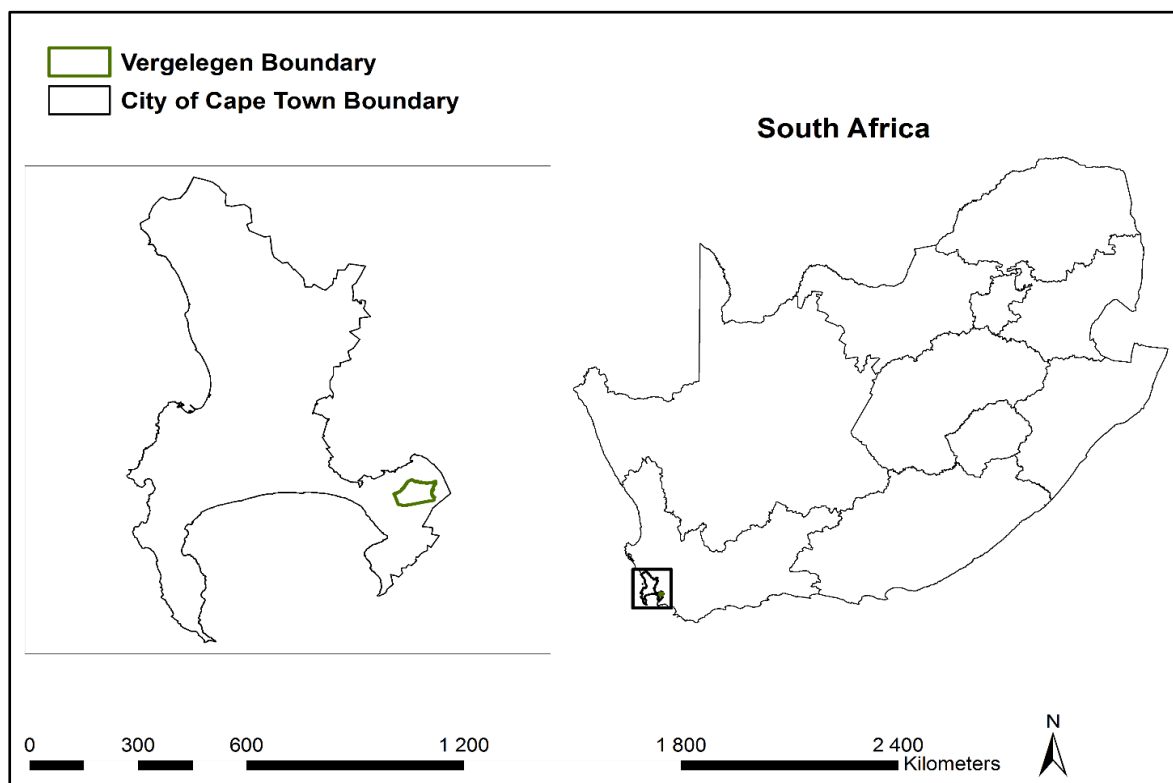 Vergelegen Boundary
City of Cape Town Boundary
South Africa
N
0 300 600 1 200 1 800 2 400
Kilometers